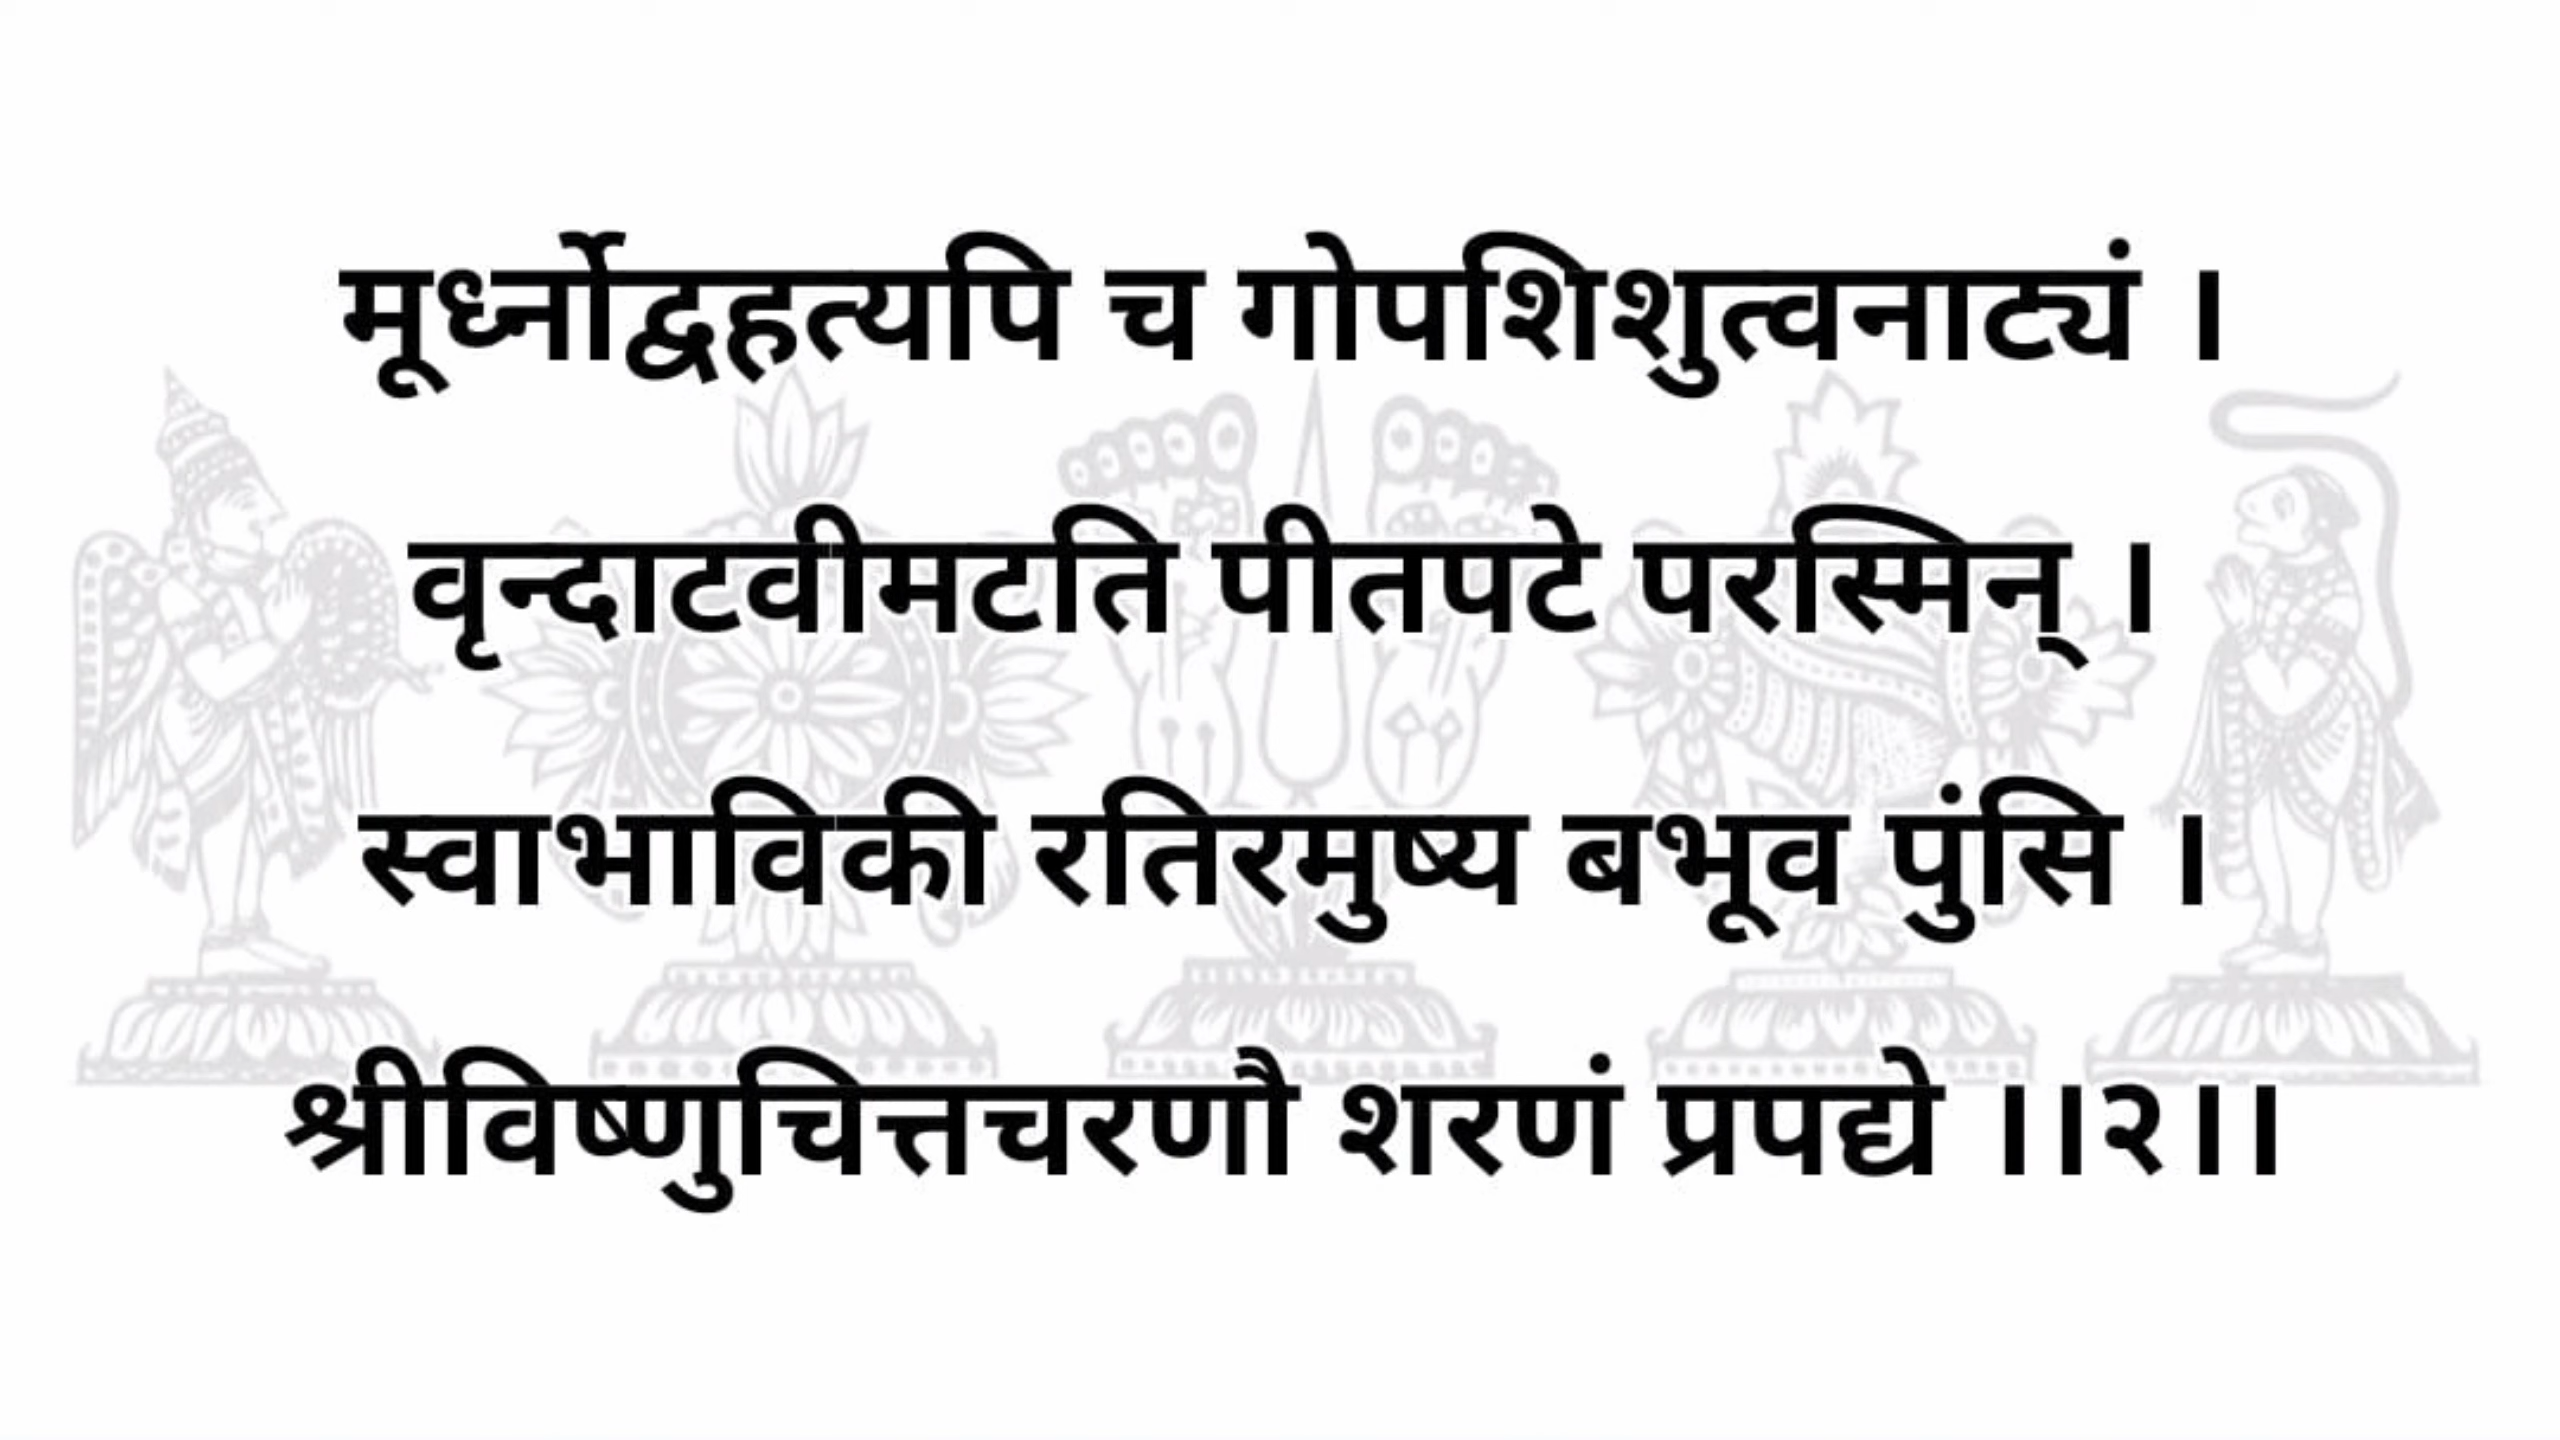 मूर्ध्नोद्वहत्यपि च गोपशिशुत्वनाट्यं ।
वृन्दाटवीमटति पीतपटे परस्मिन् ।
स्वाभाविकी रतिरमुष्य बभूव पुंसि ।
श्रीविष्णुचित्तचरणौ शरणं प्रपद्ये ।।२।।